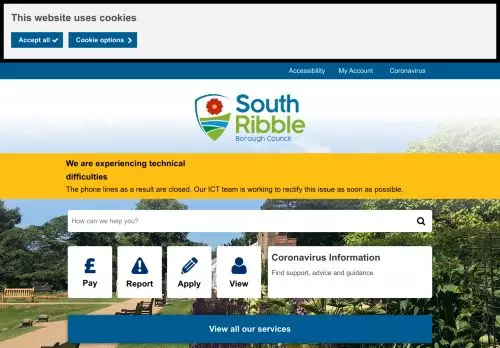 This website uses cookies
Accept all
Cookie options
Accessibility
My Account
Coronavirus
South
Ribble
Borough Council
We are experiencing technical
difficulties
The phone lines as a result are closed. Our ICT team is working to rectify this issue as soon as possible.
How can we help you?
Pay
Report
Apply
View
Coronavirus Information
Find support, advice and guidance
View all our services